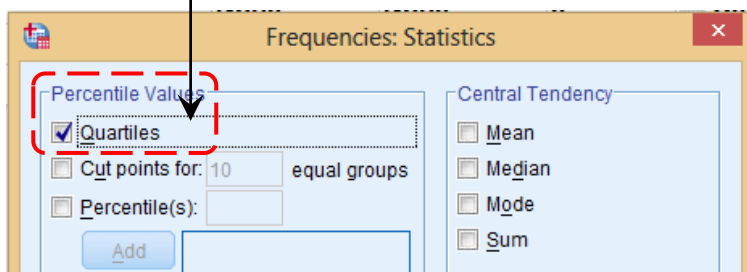 Frequencies: Statistics
Percentile Values
Quartiles
Cut points for: 10 equal groups
Percentile(s):
Add
Central Tendency
Mean
Median
Mode
Sum